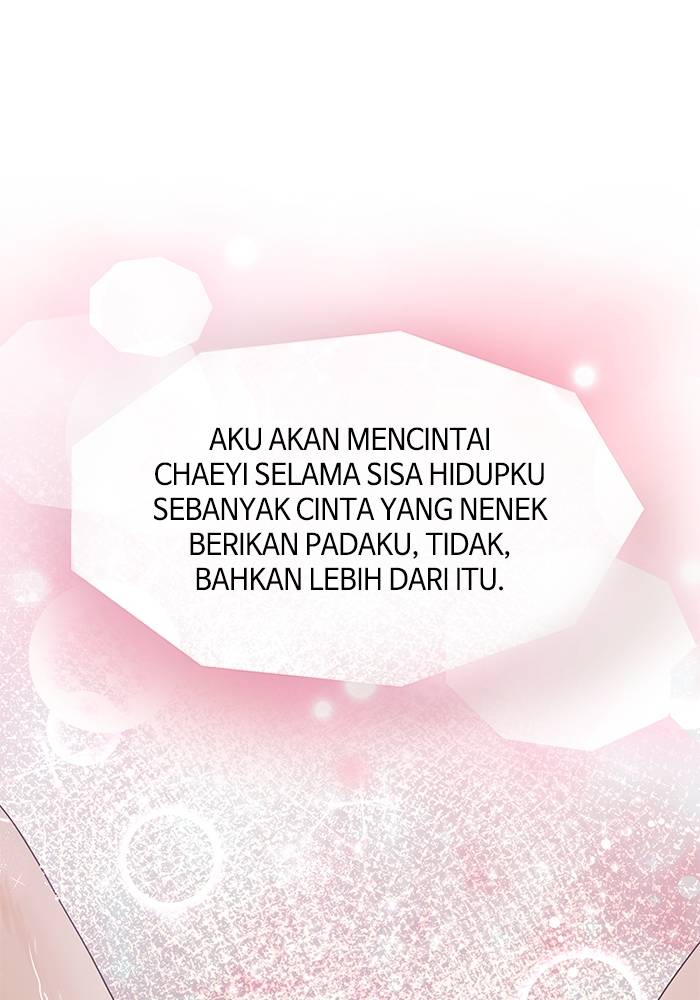 AKU AKAN MENCINTAI
CHAEYI SELAMA SISA HIDUPKU
SEBANYAK CINTA YANG NENEK
BERIKAN PADAKU, TIDAK,
BAHKAN LEBIH DARI ITU.